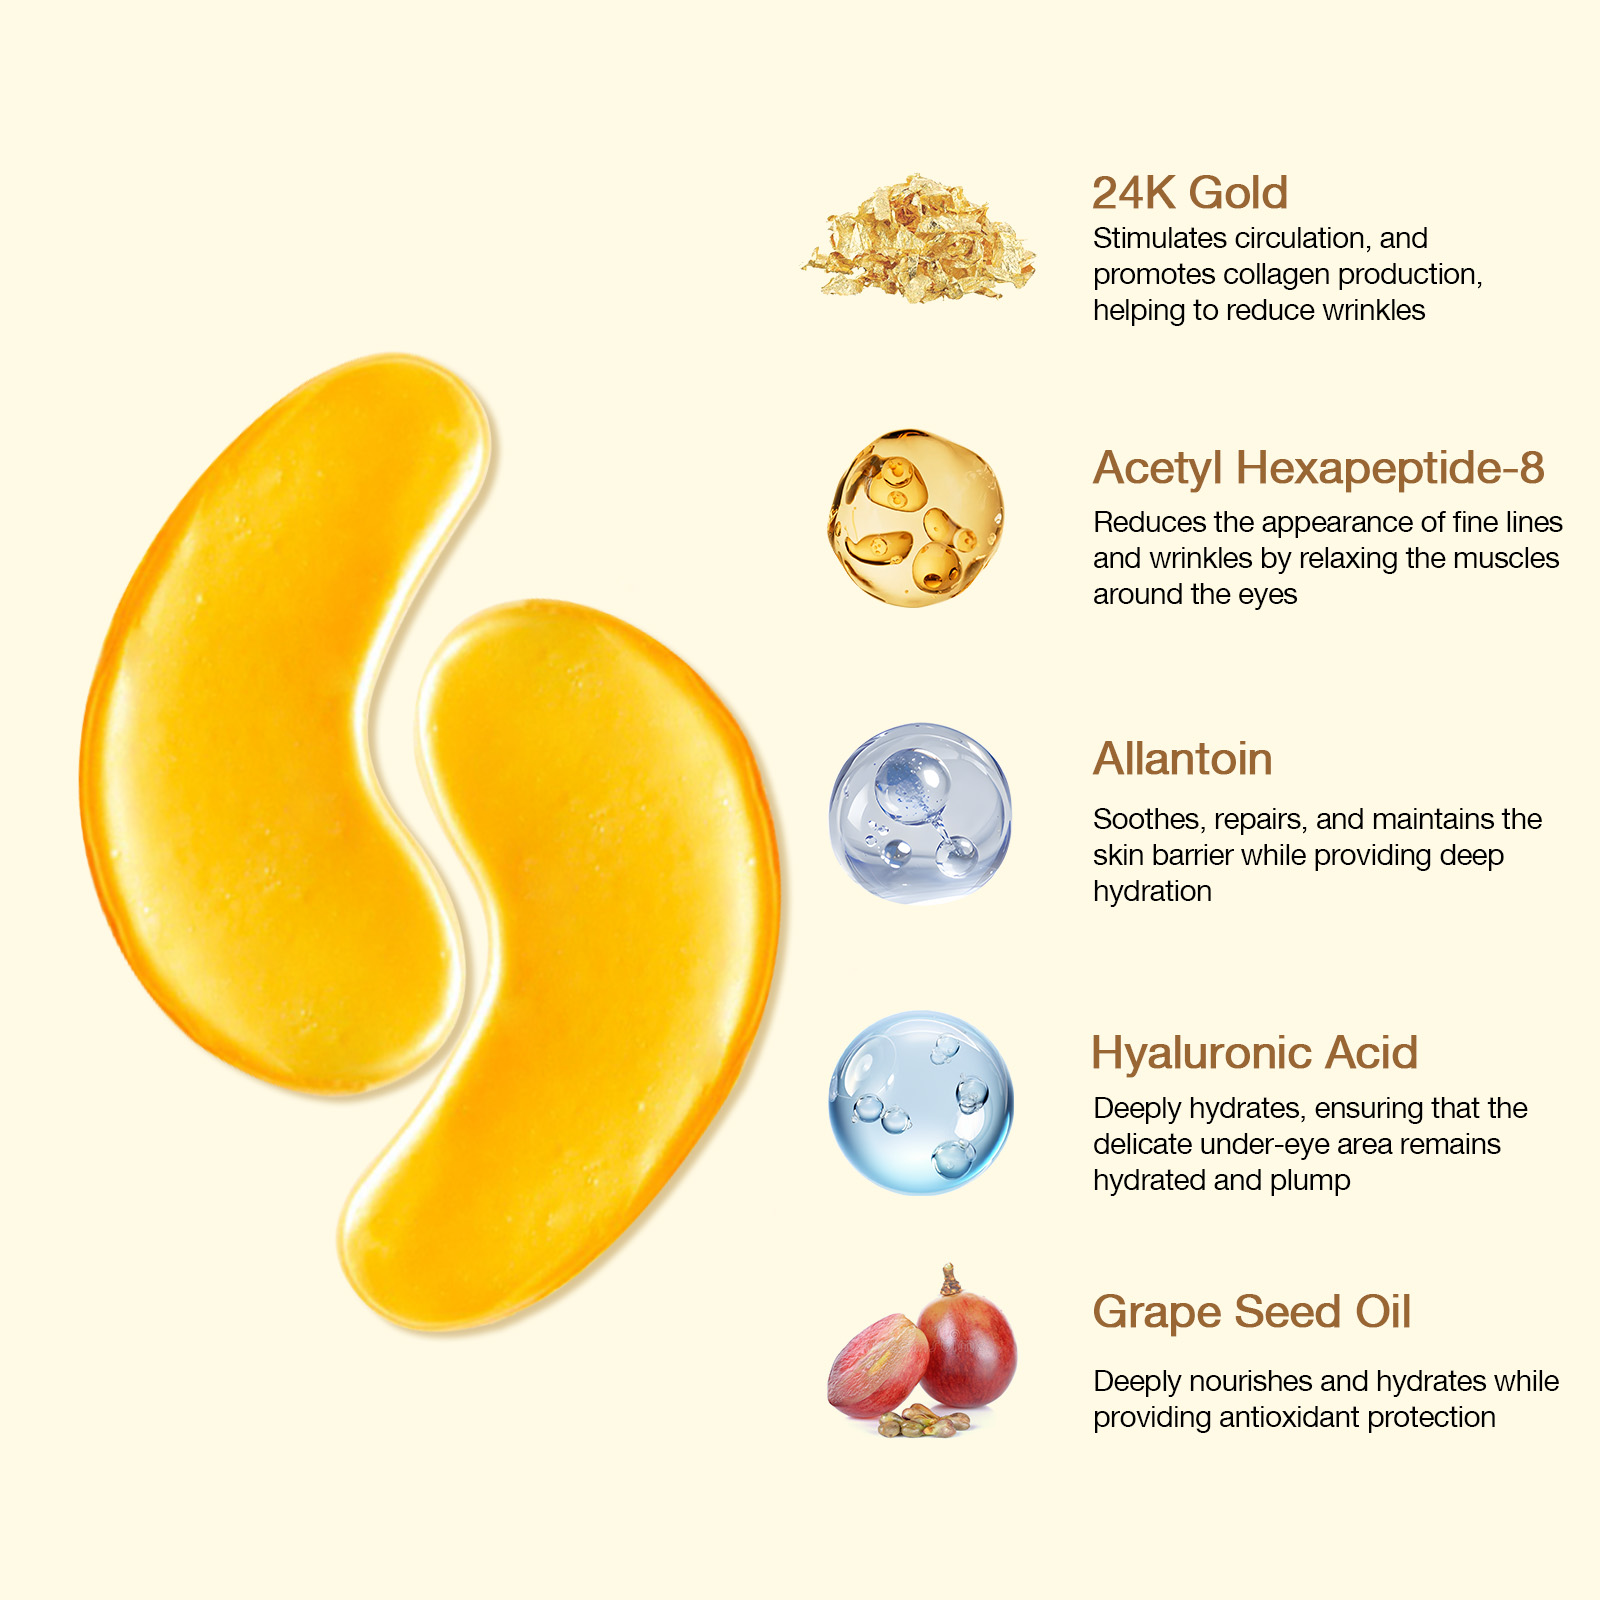 24K Gold
Stimulates circulation, and
promotes collagen production,
helping to reduce wrinkles
Acetyl Hexapeptide-8
Reduces the appearance of fine lines
and wrinkles by relaxing the muscles
around the eyes
Allantoin
Soothes, repairs, and maintains the
skin barrier while providing deep
hydration
Hyaluronic Acid
Deeply hydrates, ensuring that the
delicate under-eye area remains
hydrated and plump
Grape Seed Oil
Deeply nourishes and hydrates while
providing antioxidant protection